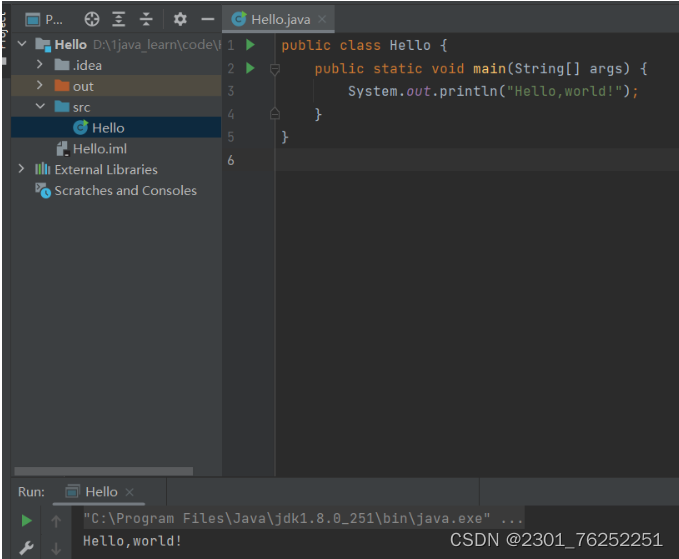 Project
P...
Hello.java
Hello D:\1java_learn\code\H
.idea
out
src
Hello
Hello.iml
External Libraries
Scratches and Consoles
1 public class Hello {
2 public static void main(String[] args) {
3 System.out.println("Hello,world!");
4 }
5 }
6
Run: Hello
"C:\Program Files\Java\jdk1.8.0_251\bin\java.exe" ...
Hello,world!
CSDN @2301_76252251